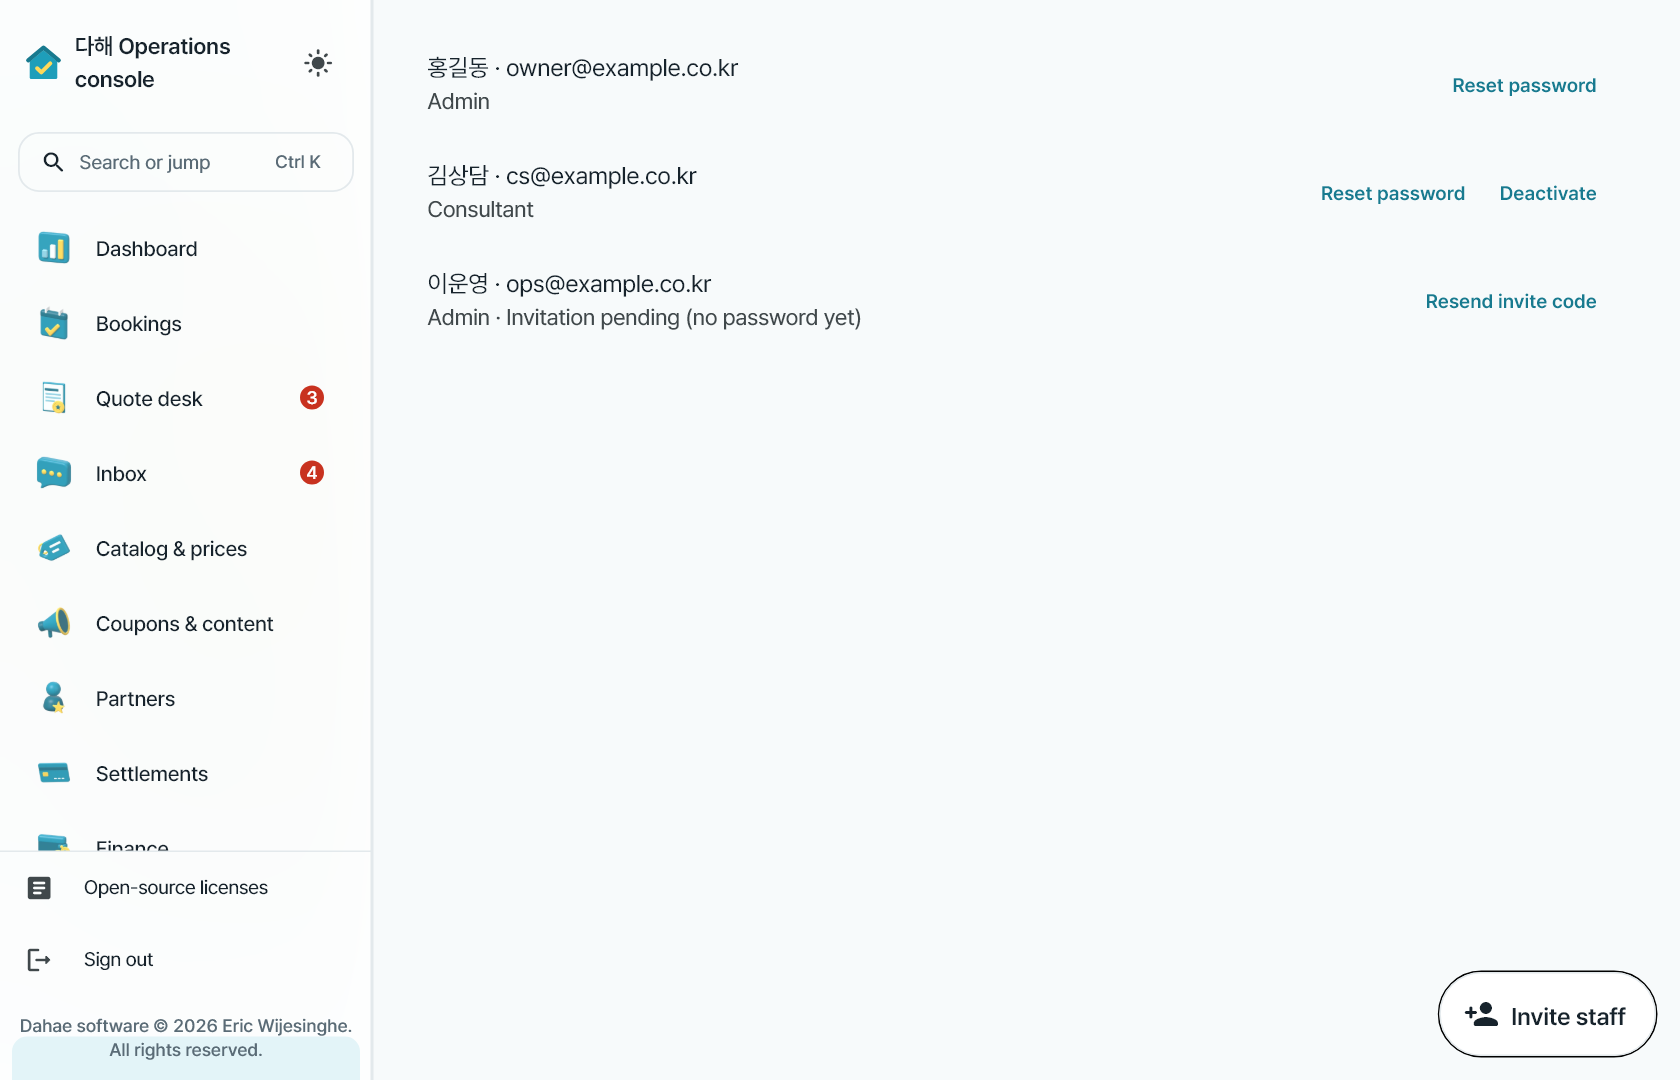 다해 Operations
console
Search or jump Ctrl K
Dashboard
Bookings
Quote desk 3
Inbox 4
Catalog & prices
Coupons & content
Partners
Settlements
Finance
Open-source licenses
Sign out
Dahae software © 2026 Eric Wijesinghe.
All rights reserved.
홍길동 · owner@example.co.kr
Admin
Reset password
김상담 · cs@example.co.kr
Consultant
Reset password Deactivate
이운영 · ops@example.co.kr
Admin · Invitation pending (no password yet)
Resend invite code
Invite staff